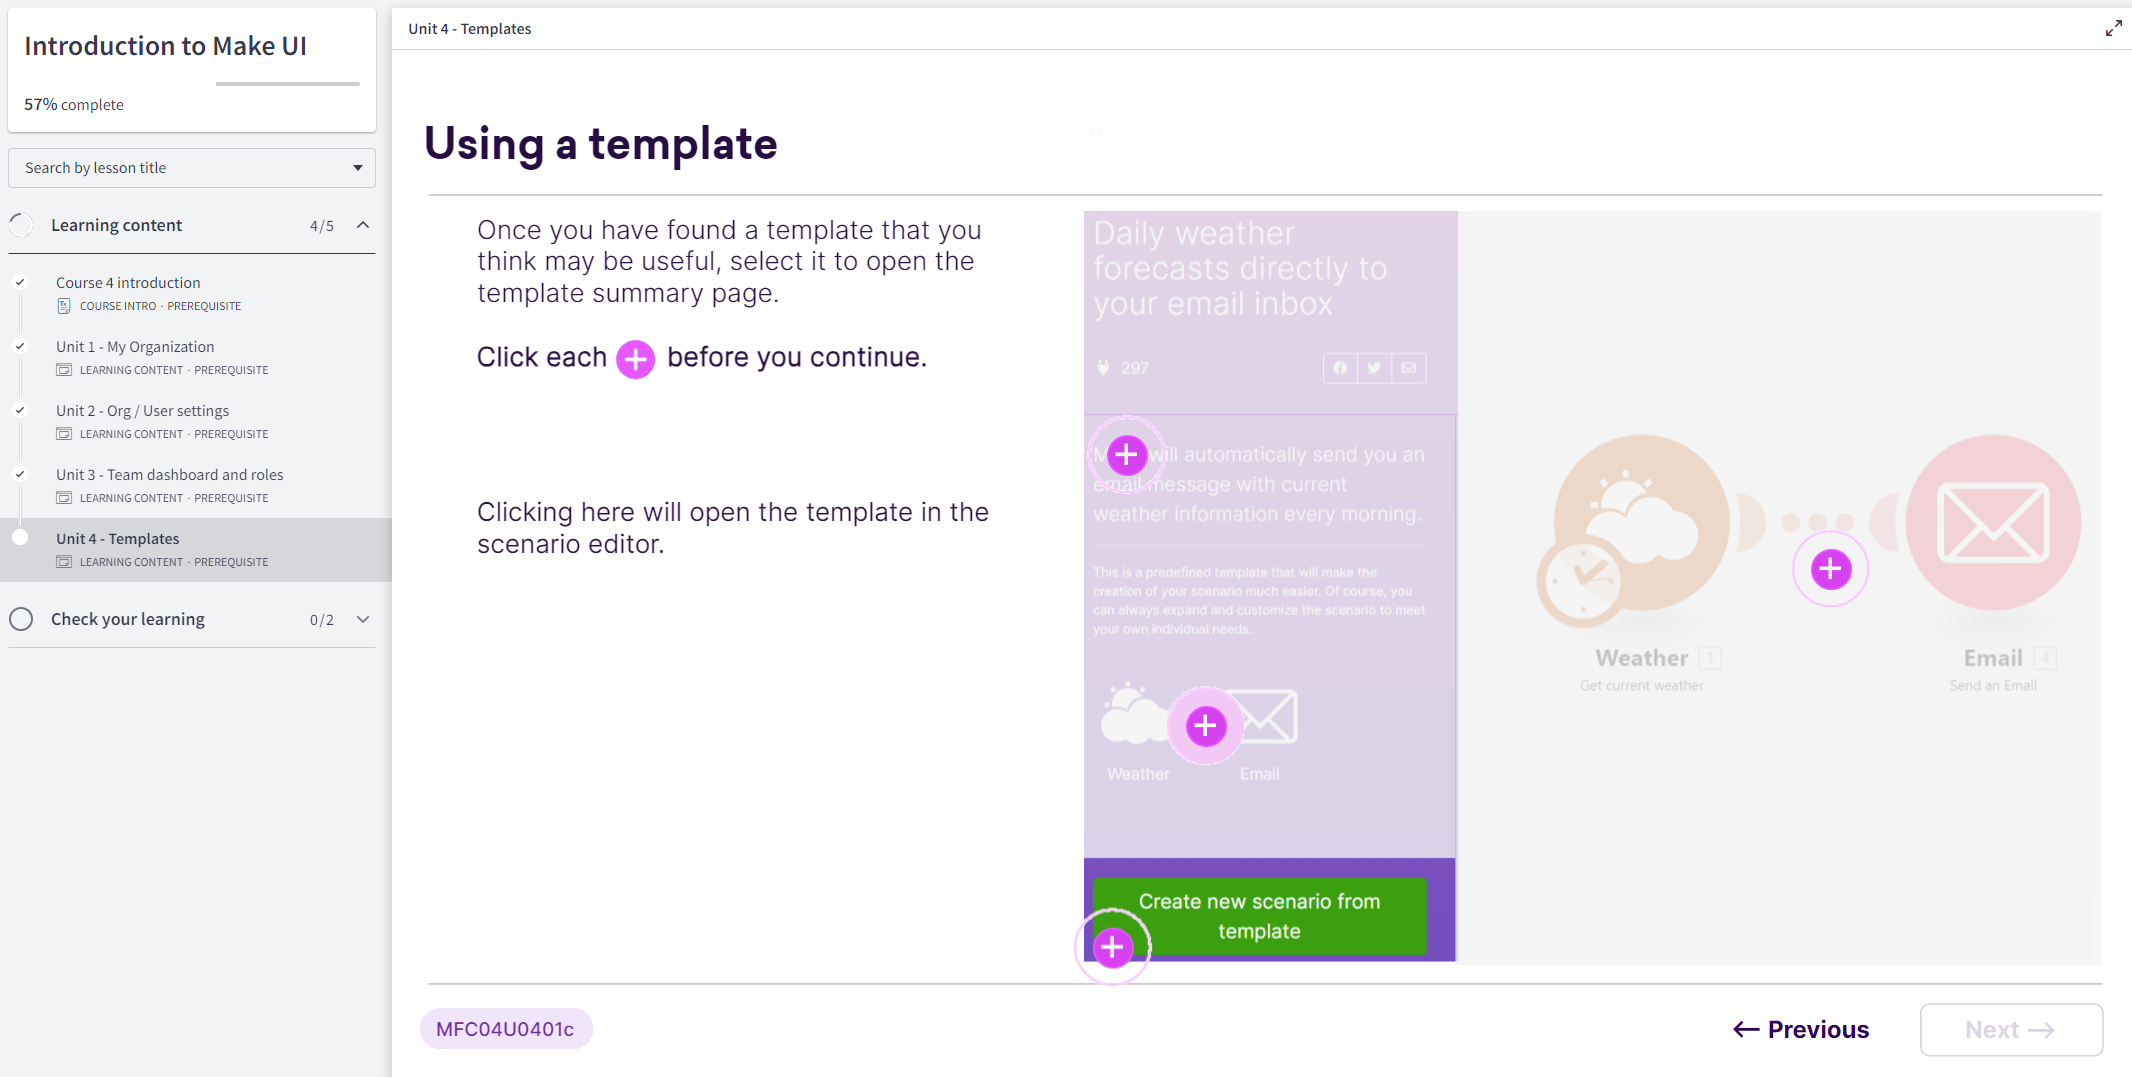 Introduction to Make UI
57% complete
Search by lesson title
Learning content 4/5
Course 4 introduction
COURSE INTRO · PREREQUISITE
Unit 1 - My Organization
LEARNING CONTENT · PREREQUISITE
Unit 2 - Org / User settings
LEARNING CONTENT · PREREQUISITE
Unit 3 - Team dashboard and roles
LEARNING CONTENT · PREREQUISITE
Unit 4 - Templates
LEARNING CONTENT · PREREQUISITE
Check your learning 0/2
Unit 4 - Templates
Using a template
Once you have found a template that you
think may be useful, select it to open the
template summary page.
Click each + before you continue.
Clicking here will open the template in the
scenario editor.
Daily weather
forecasts directly to
your email inbox
297
will automatically send you an
email message with current
weather information every morning.
This is a predefined template that will make the
creation of your scenario much easier. Of course, you
can always expand and customize the scenario to meet
your own individual needs.
Weather Email
Create new scenario from
template
Weather 1
Get current weather
Email 4
Send an Email
MFC04U0401c
← Previous
Next →